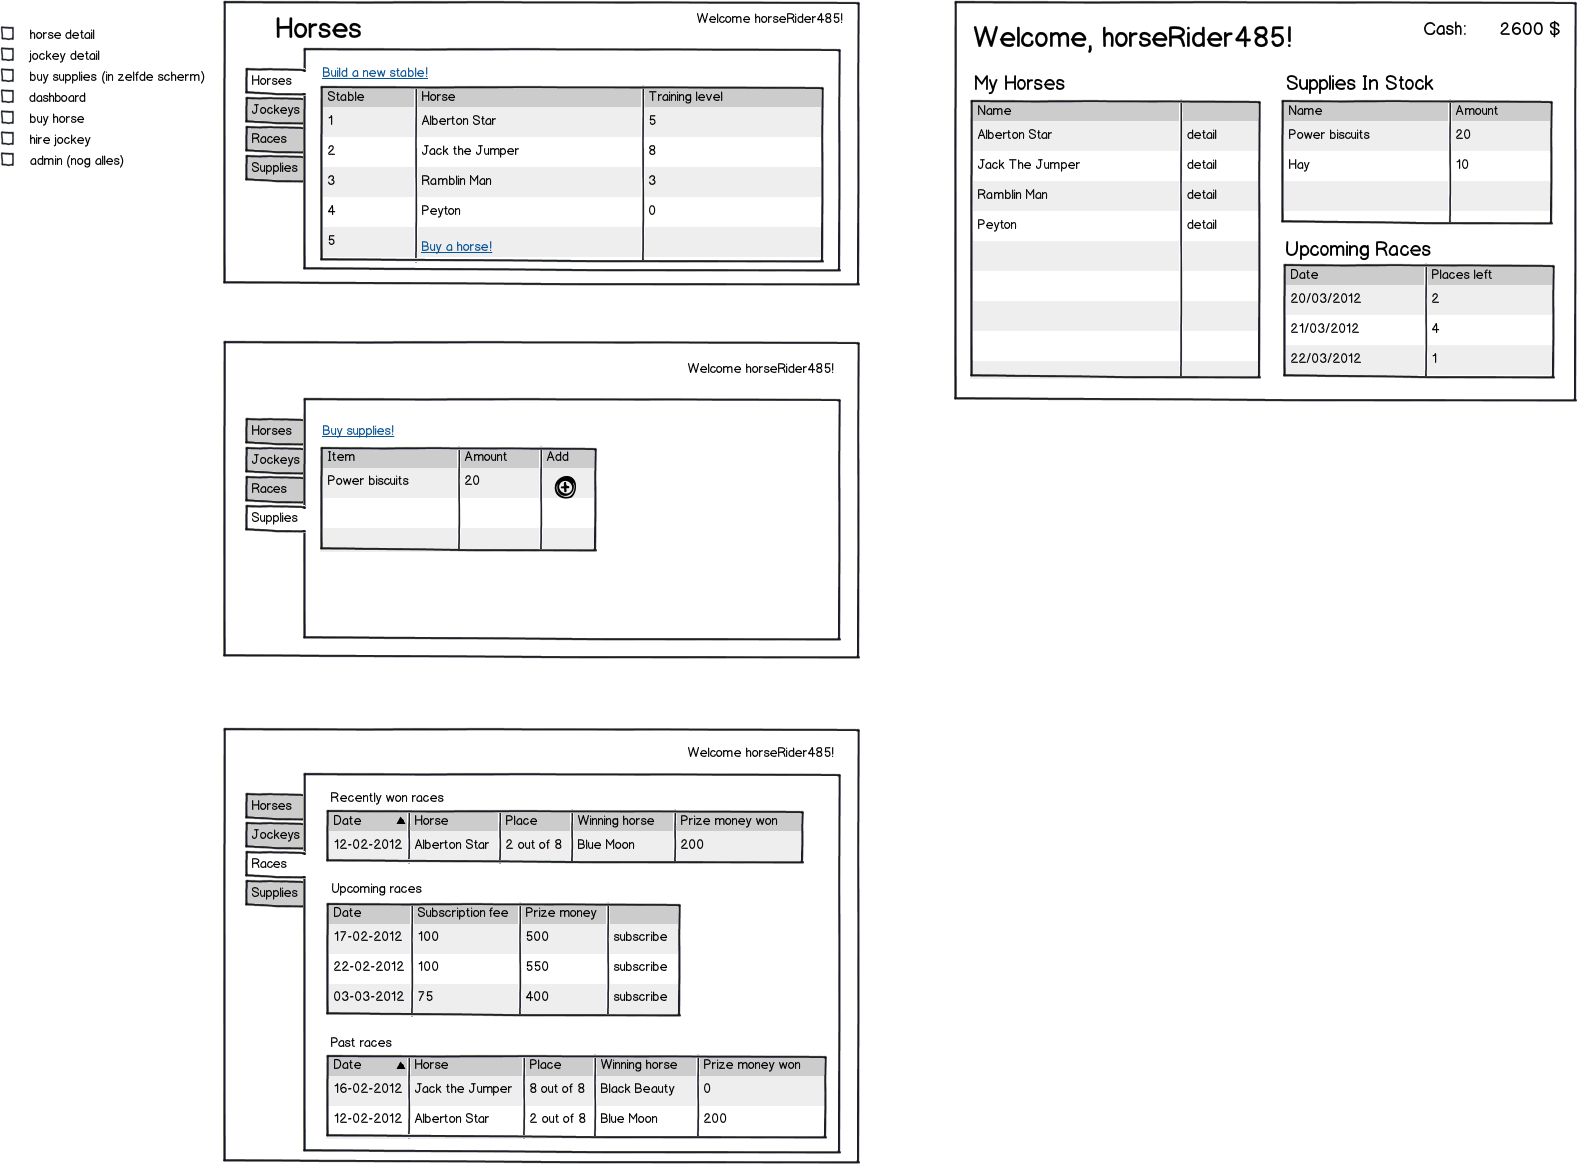 horse detail
jockey detail
buy supplies (in zelfde scherm)
dashboard
buy horse
hire jockey
admin (nog alles)
Horses
Welcome horseRider485!
Horses
Jockeys
Races
Supplies
Build a new stable!
Stable Horse Training level
1 Alberton Star 5
2 Jack the Jumper 8
3 Ramblin Man 3
4 Peyton 0
5 Buy a horse!
Welcome horseRider485!
Horses
Jockeys
Races
Supplies
Buy supplies!
Item Amount Add
Power biscuits 20
Welcome horseRider485!
Horses
Jockeys
Races
Supplies
Recently won races
Date Horse Place Winning horse Prize money won
12-02-2012 Alberton Star 2 out of 8 Blue Moon 200
Upcoming races
Date Subscription fee Prize money
17-02-2012 100 500 subscribe
22-02-2012 100 550 subscribe
03-03-2012 75 400 subscribe
Past races
Date Horse Place Winning horse Prize money won
16-02-2012 Jack the Jumper 8 out of 8 Black Beauty 0
12-02-2012 Alberton Star 2 out of 8 Blue Moon 200
Welcome, horseRider485!
Cash: 2600 $
My Horses
Name
Alberton Star detail
Jack The Jumper detail
Ramblin Man detail
Peyton detail
Supplies In Stock
Name Amount
Power biscuits 20
Hay 10
Upcoming Races
Date Places left
20/03/2012 2
21/03/2012 4
22/03/2012 1